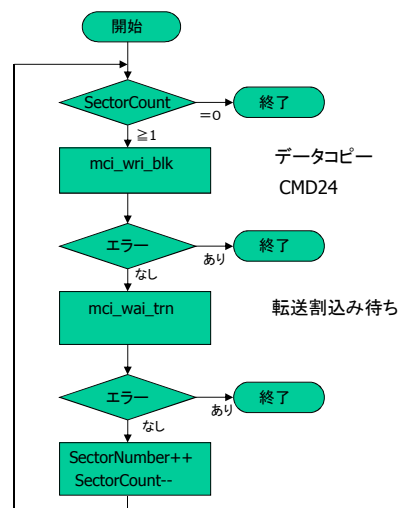 開始
SectorCount
=0
終了
≧1
mci_wri_blk
データコピー
CMD24
エラー
あり
終了
なし
mci_wai_trn
転送割込み待ち
エラー
あり
終了
なし
SectorNumber++
SectorCount--